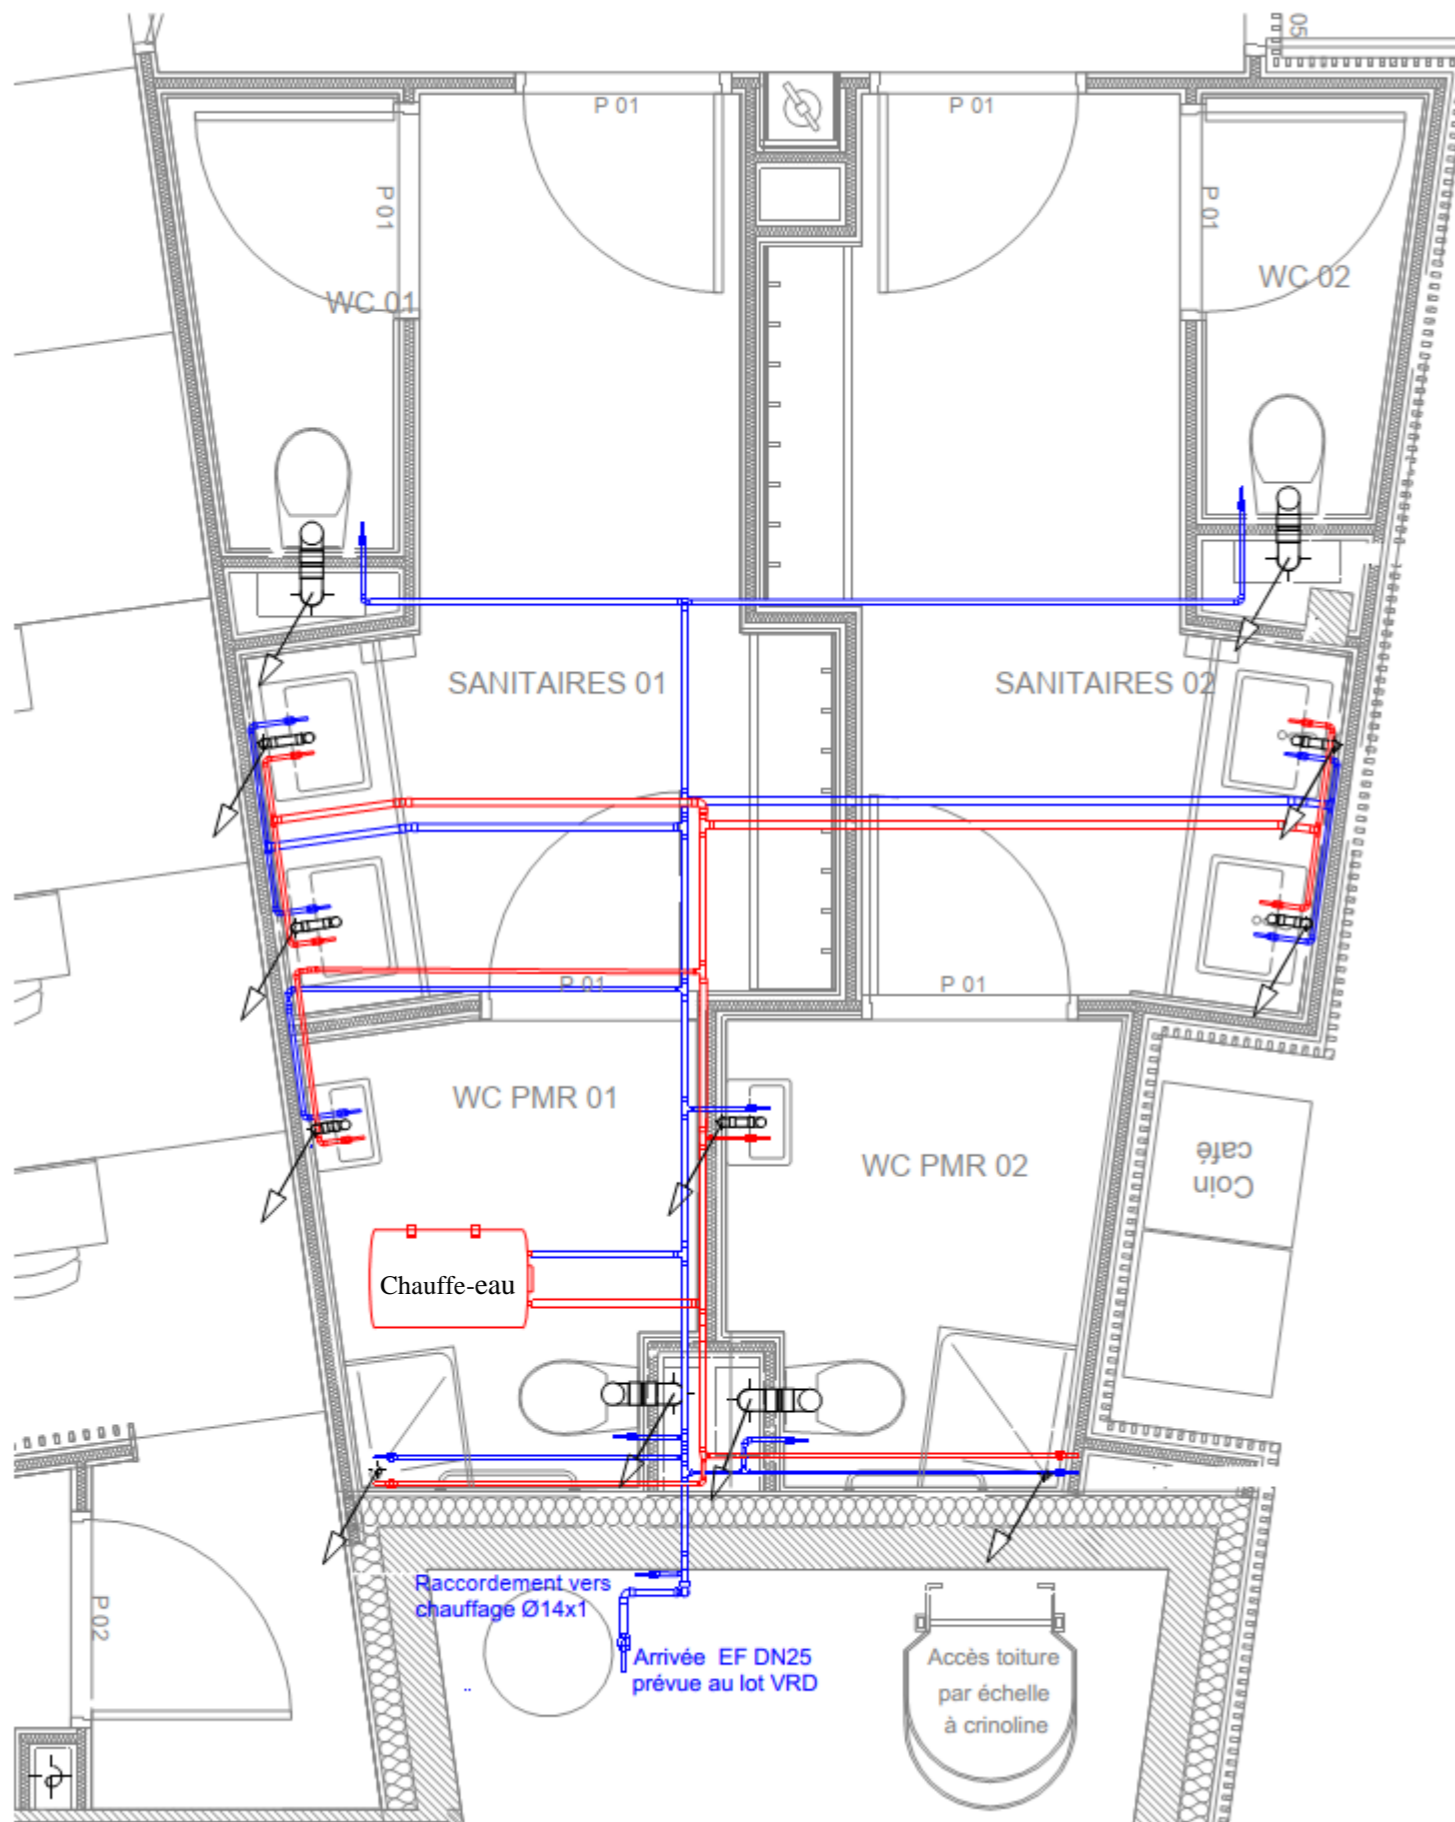 05
P 01
P 01
P 01
P 01
WC 01
WC 02
SANITAIRES 01
SANITAIRES 02
P 01
P 01
WC PMR 01
WC PMR 02
Coin
café
Chauffe-eau
Raccordement vers
chauffage Ø14x1
P 02
Arrivée EF DN25
prévue au lot VRD
Accès toiture
par échelle
à crinoline